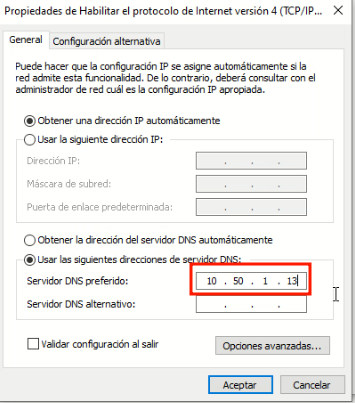 Propiedades de Habilitar el protocolo de Internet versión 4 (TCP/IP... X
General Configuración alternativa
Puede hacer que la configuración IP se asigne automáticamente si la
red admite esta funcionalidad. De lo contrario, deberá consultar con el
administrador de red cuál es la configuración IP apropiada.
Obtener una dirección IP automáticamente
Usar la siguiente dirección IP:
Dirección IP: . . .
Máscara de subred: . . .
Puerta de enlace predeterminada: . . .
Obtener la dirección del servidor DNS automáticamente
Usar las siguientes direcciones de servidor DNS:
Servidor DNS preferido: 10 . 50 . 1 . 13
Servidor DNS alternativo: . . .
Validar configuración al salir Opciones avanzadas...
Aceptar Cancelar